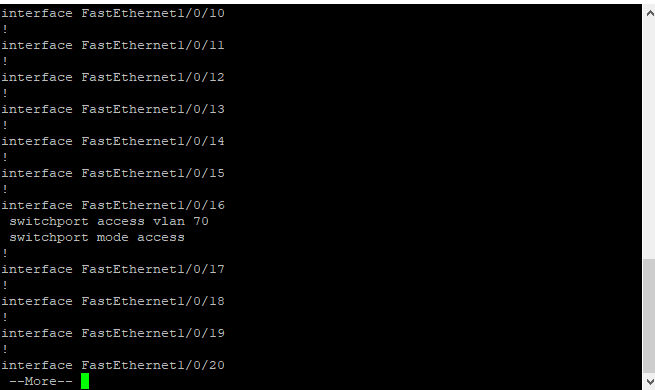 interface FastEthernet1/0/10
!
interface FastEthernet1/0/11
!
interface FastEthernet1/0/12
!
interface FastEthernet1/0/13
!
interface FastEthernet1/0/14
!
interface FastEthernet1/0/15
!
interface FastEthernet1/0/16
 switchport access vlan 70
 switchport mode access
!
interface FastEthernet1/0/17
!
interface FastEthernet1/0/18
!
interface FastEthernet1/0/19
!
interface FastEthernet1/0/20
 --More--